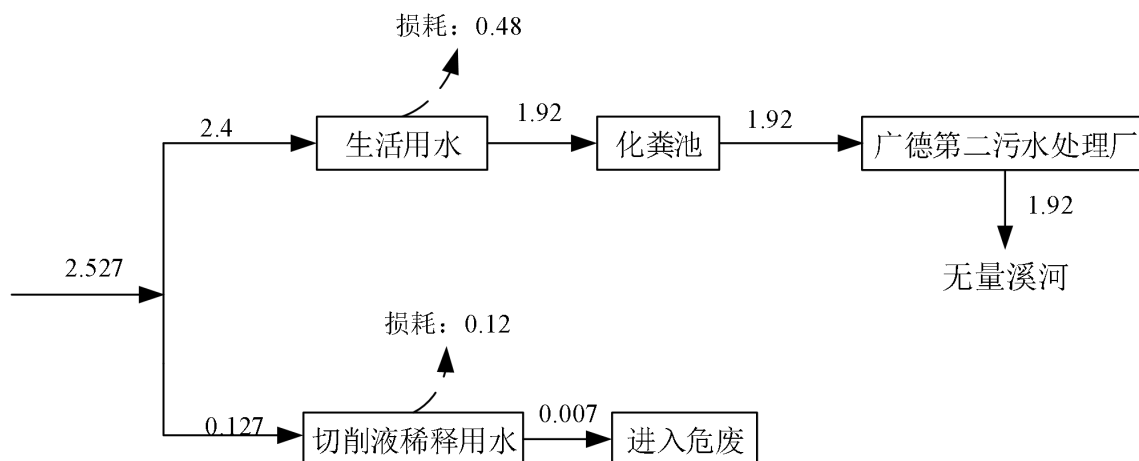 损耗：0.48
2.4
生活用水
1.92
化粪池
1.92
广德第二污水处理厂
1.92
无量溪河
2.527
损耗：0.12
0.127
切削液稀释用水
0.007
进入危废